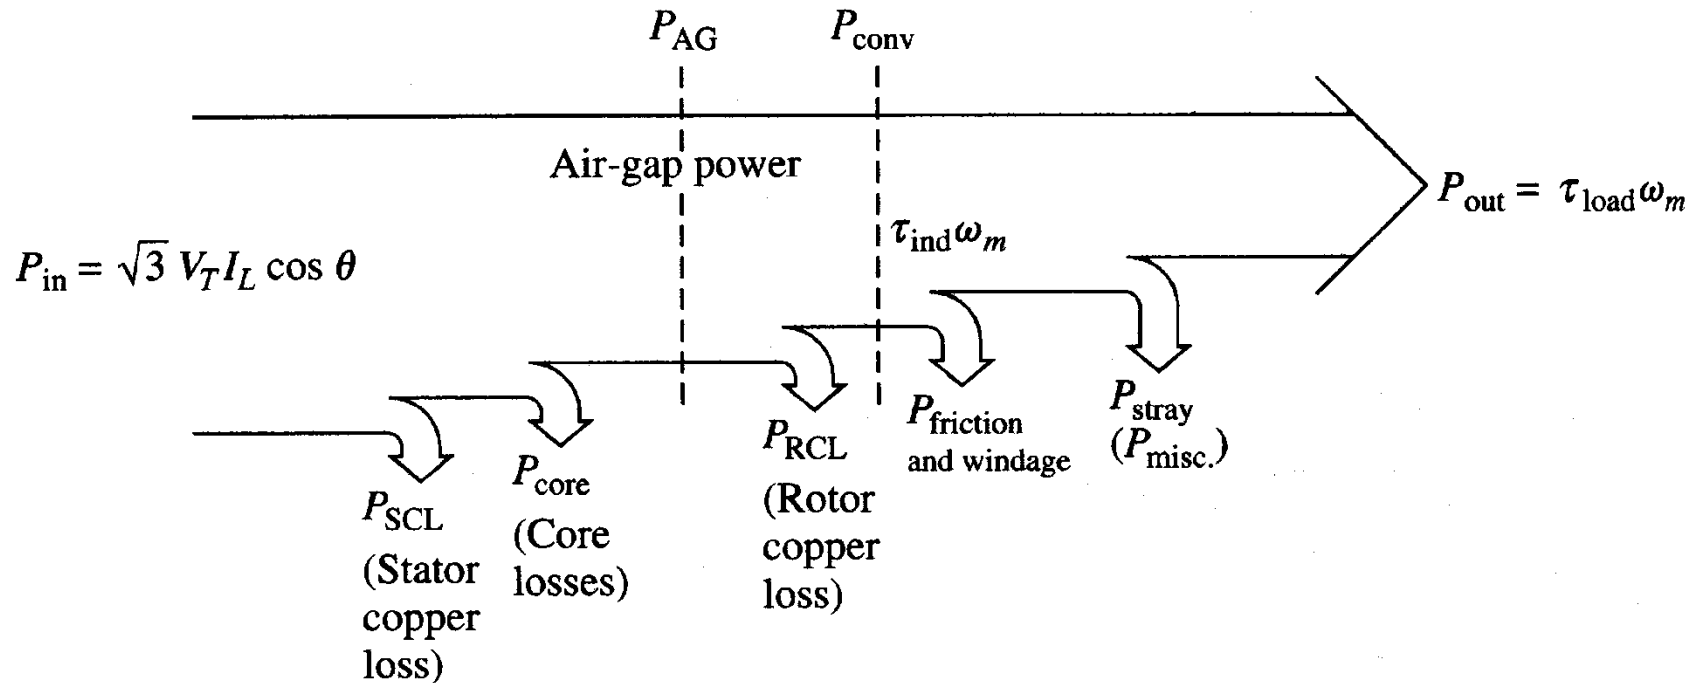 P_AG
P_conv
Air-gap power
P_out = τ_load ω_m
τ_ind ω_m
P_in = √3 V_T I_L cos θ
P_SCL
(Stator
copper
loss)
P_core
(Core
losses)
P_RCL
(Rotor
copper
loss)
P_friction
and windage
P_stray
(P_misc.)